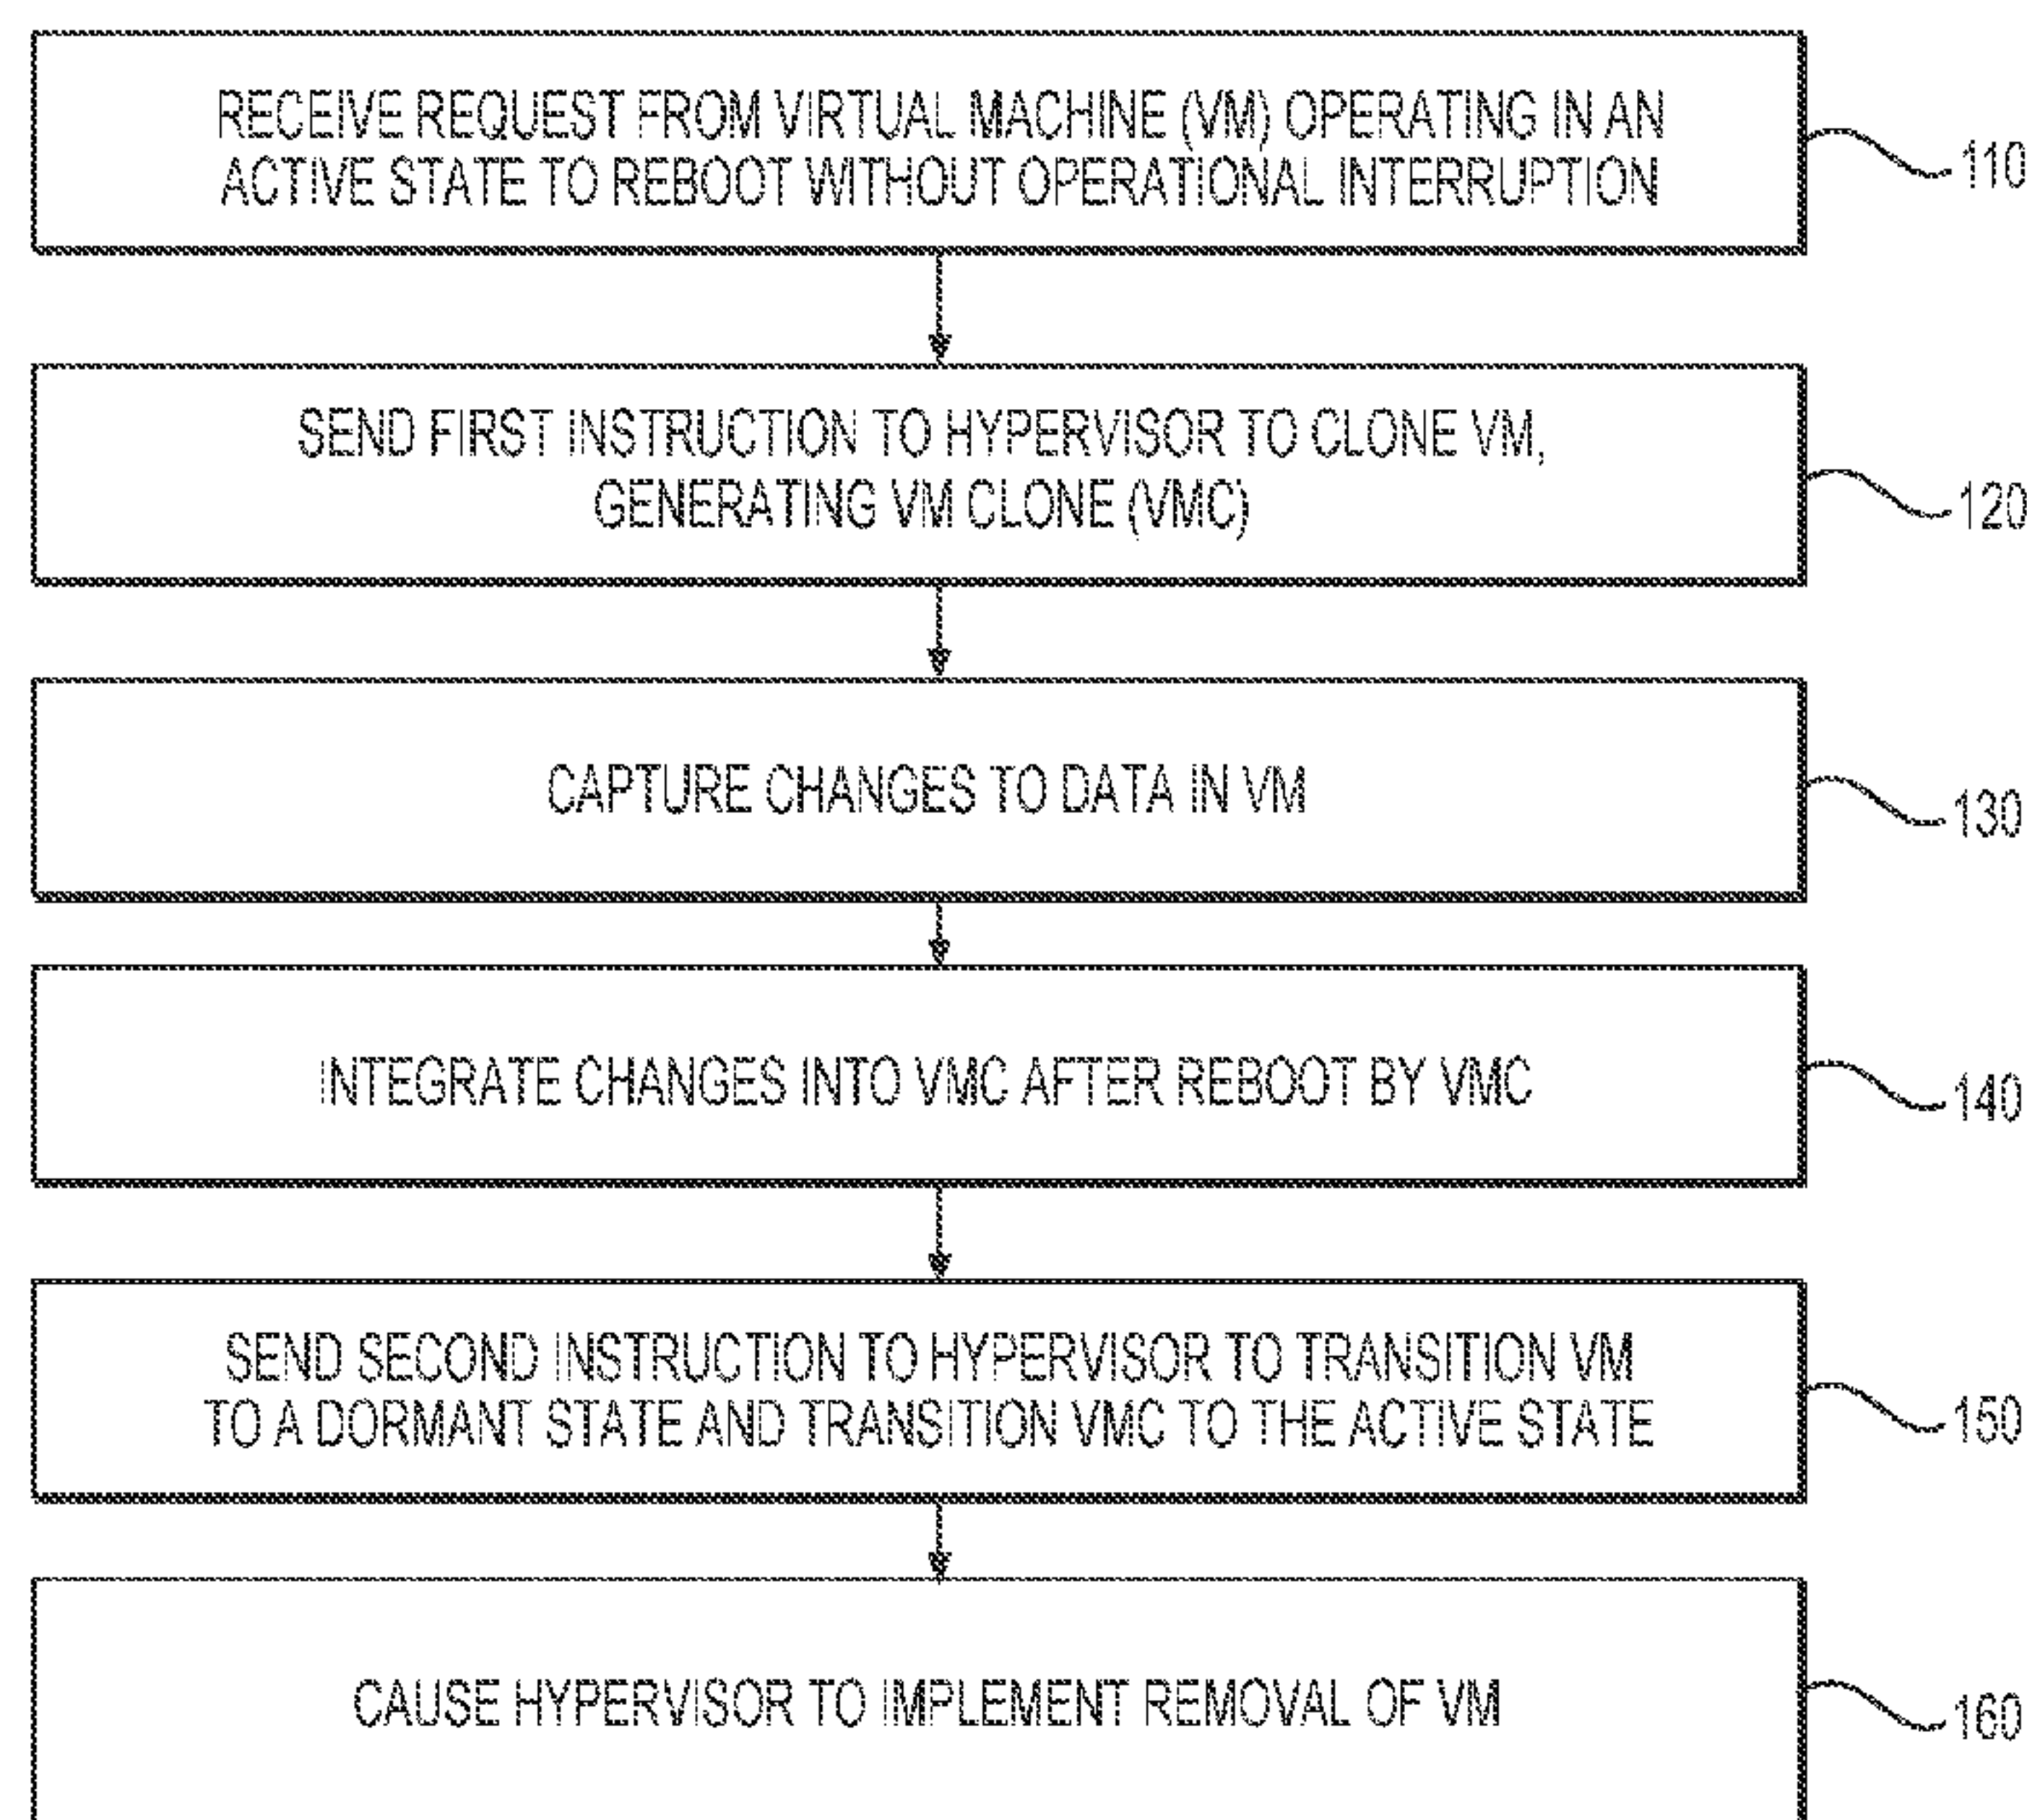 RECEIVE REQUEST FROM VIRTUAL MACHINE (VM) OPERATING IN AN
ACTIVE STATE TO REBOOT WITHOUT OPERATIONAL INTERRUPTION
110
SEND FIRST INSTRUCTION TO HYPERVISOR TO CLONE VM,
GENERATING VM CLONE (VMC)
120
CAPTURE CHANGES TO DATA IN VM
130
INTEGRATE CHANGES INTO VMC AFTER REBOOT BY VMC
140
SEND SECOND INSTRUCTION TO HYPERVISOR TO TRANSITION VM
TO A DORMANT STATE AND TRANSITION VMC TO THE ACTIVE STATE
150
CAUSE HYPERVISOR TO IMPLEMENT REMOVAL OF VM
160